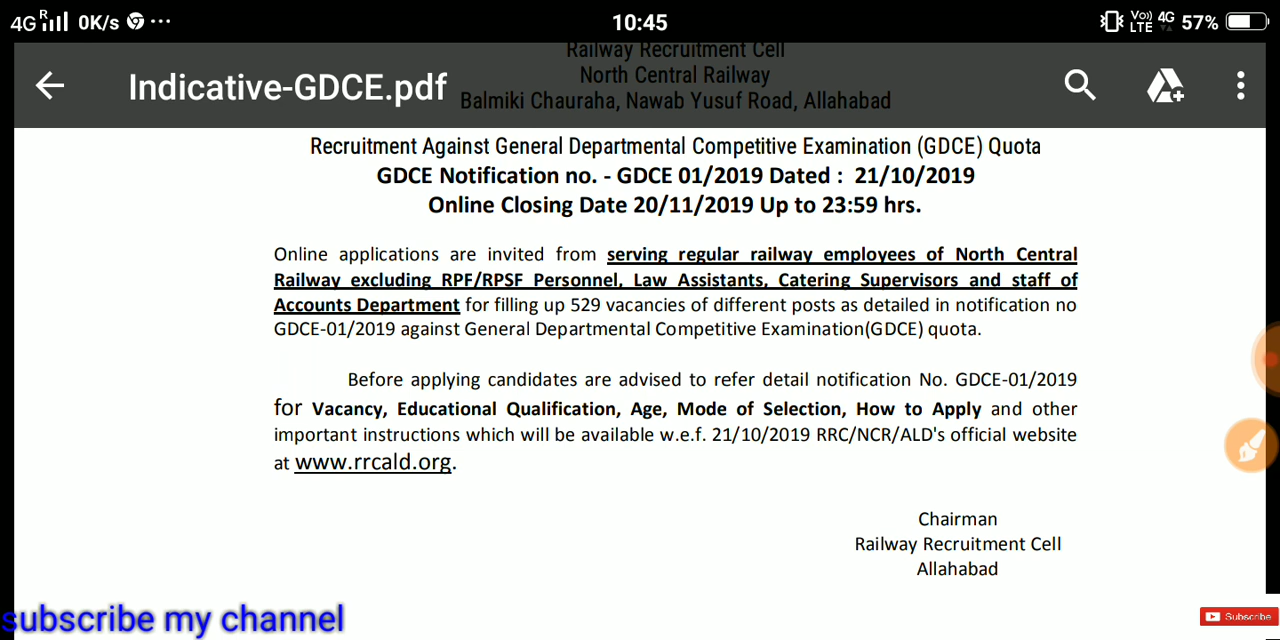 4G R 0K/s ... 10:45 Vo)) LTE 4G 57%
Railway Recruitment Cell
Indicative-GDCE.pdf
North Central Railway
Balmiki Chauraha, Nawab Yusuf Road, Allahabad
Recruitment Against General Departmental Competitive Examination (GDCE) Quota
GDCE Notification no. - GDCE 01/2019 Dated : 21/10/2019
Online Closing Date 20/11/2019 Up to 23:59 hrs.
Online applications are invited from serving regular railway employees of North Central
Railway excluding RPF/RPSF Personnel, Law Assistants, Catering Supervisors and staff of
Accounts Department for filling up 529 vacancies of different posts as detailed in notification no
GDCE-01/2019 against General Departmental Competitive Examination(GDCE) quota.
Before applying candidates are advised to refer detail notification No. GDCE-01/2019
for Vacancy, Educational Qualification, Age, Mode of Selection, How to Apply and other
important instructions which will be available w.e.f. 21/10/2019 RRC/NCR/ALD's official website
at www.rrcald.org.
Chairman
Railway Recruitment Cell
Allahabad
subscribe my channel
Subscribe